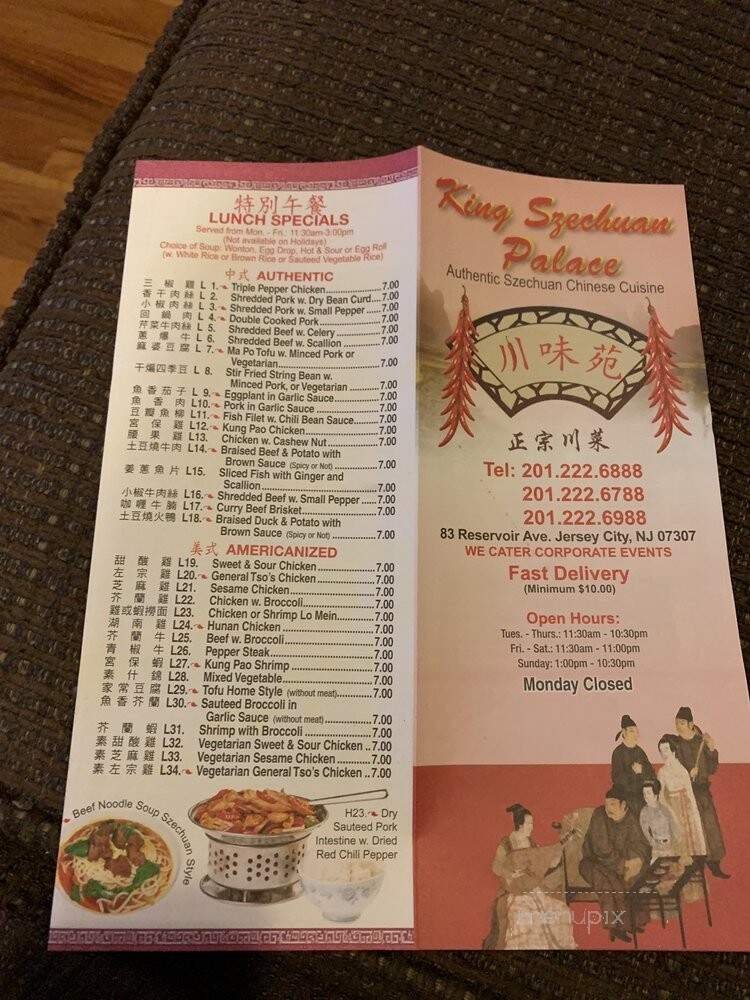 特別午餐
LUNCH SPECIALS
Served from Mon. - Fri.: 11:30am-3:00pm
(Not available on Holidays)
Choice of Soup: Wonton, Egg Drop, Hot & Sour or Egg Roll
(w. White Rice or Brown Rice or Sauteed Vegetable Rice)
中式 AUTHENTIC
三椒雞 L 1. Triple Pepper Chicken 7.00
香干肉絲 L 2. Shredded Pork w. Dry Bean Curd 7.00
小椒肉絲 L 3. Shredded Pork w. Small Pepper 7.00
回鍋肉 L 4. Double Cooked Pork 7.00
芹菜牛肉絲 L 5. Shredded Beef w. Celery 7.00
蔥爆牛 L 6. Shredded Beef w. Scallion 7.00
麻婆豆腐 L 7. Ma Po Tofu w. Minced Pork or
Vegetarian 7.00
干煸四季豆 L 8. Stir Fried String Bean w.
Minced Pork, or Vegetarian 7.00
魚香茄子 L 9. Eggplant in Garlic Sauce 7.00
魚香肉 L10. Pork in Garlic Sauce 7.00
豆瓣魚柳 L11. Fish Filet w. Chili Bean Sauce 7.00
宮保雞 L12. Kung Pao Chicken 7.00
腰果雞 L13. Chicken w. Cashew Nut 7.00
土豆燒牛肉 L14. Braised Beef & Potato with
Brown Sauce (Spicy or Not) 7.00
姜蔥魚片 L15. Sliced Fish with Ginger and
Scallion 7.00
小椒牛肉絲 L16. Shredded Beef w. Small Pepper 7.00
咖喱牛腩 L17. Curry Beef Brisket 7.00
土豆燒火鴨 L18. Braised Duck & Potato with
Brown Sauce (Spicy or Not) 7.00
美式 AMERICANIZED
甜酸雞 L19. Sweet & Sour Chicken 7.00
左宗雞 L20. General Tso's Chicken 7.00
芝麻雞 L21. Sesame Chicken 7.00
芥蘭雞 L22. Chicken w. Broccoli 7.00
雞或蝦撈面 L23. Chicken or Shrimp Lo Mein 7.00
湖南雞 L24. Hunan Chicken 7.00
芥蘭牛 L25. Beef w. Broccoli 7.00
青椒牛 L26. Pepper Steak 7.00
宮保蝦 L27. Kung Pao Shrimp 7.00
素什錦 L28. Mixed Vegetable 7.00
家常豆腐 L29. Tofu Home Style (without meat) 7.00
魚香芥蘭 L30. Sauteed Broccoli in
Garlic Sauce (without meat) 7.00
芥蘭蝦 L31. Shrimp with Broccoli 7.00
素甜酸雞 L32. Vegetarian Sweet & Sour Chicken 7.00
素芝麻雞 L33. Vegetarian Sesame Chicken 7.00
素左宗雞 L34. Vegetarian General Tso's Chicken 7.00
Beef Noodle Soup Szechuan Style
H23. Dry
Sauteed Pork
Intestine w. Dried
Red Chili Pepper
King Szechuan
Palace
Authentic Szechuan Chinese Cuisine
川味苑
正宗川菜
Tel: 201.222.6888
201.222.6788
201.222.6988
83 Reservoir Ave. Jersey City, NJ 07307
WE CATER CORPORATE EVENTS
Fast Delivery
(Minimum $10.00)
Open Hours:
Tues. - Thurs.: 11:30am - 10:30pm
Fri. - Sat.: 11:30am - 11:00pm
Sunday: 1:00pm - 10:30pm
Monday Closed
menupix